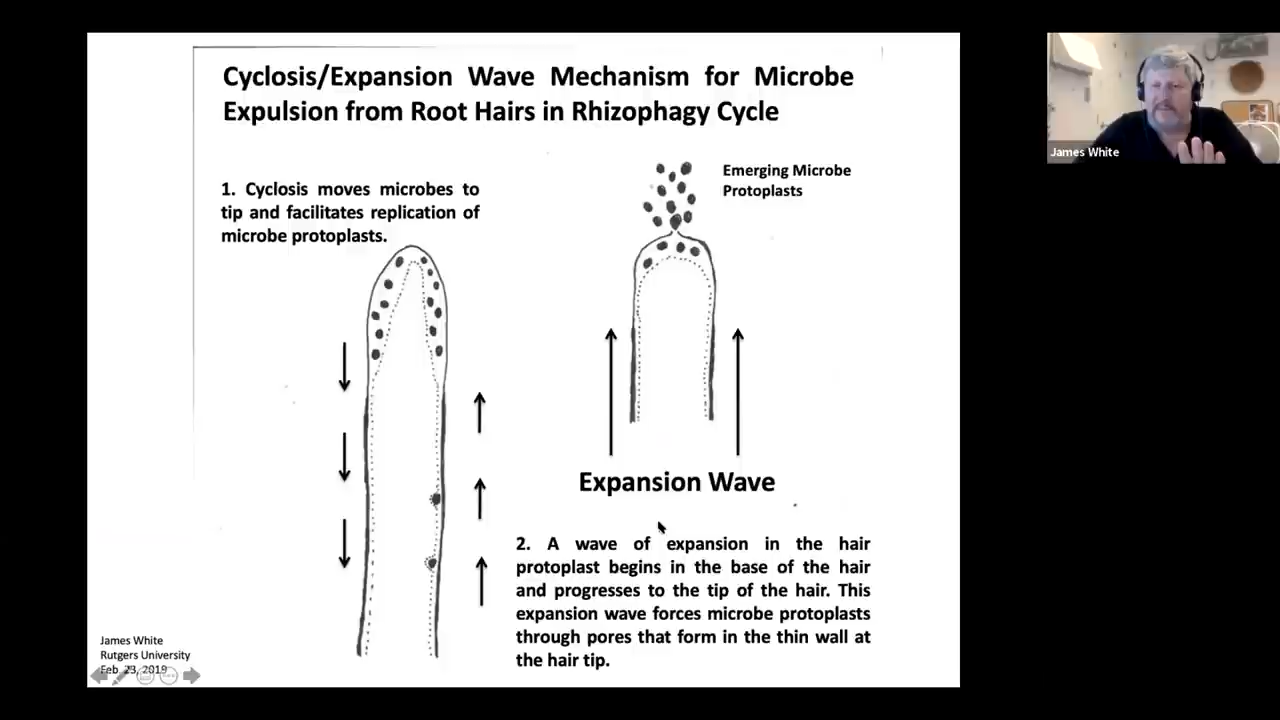 Cyclosis/Expansion Wave Mechanism for Microbe
Expulsion from Root Hairs in Rhizophagy Cycle
1. Cyclosis moves microbes to
tip and facilitates replication of
microbe protoplasts.
Emerging Microbe
Protoplasts
Expansion Wave
2. A wave of expansion in the hair
protoplast begins in the base of the hair
and progresses to the tip of the hair. This
expansion wave forces microbe protoplasts
through pores that form in the thin wall at
the hair tip.
James White
Rutgers University
Feb. 23, 2019
James White